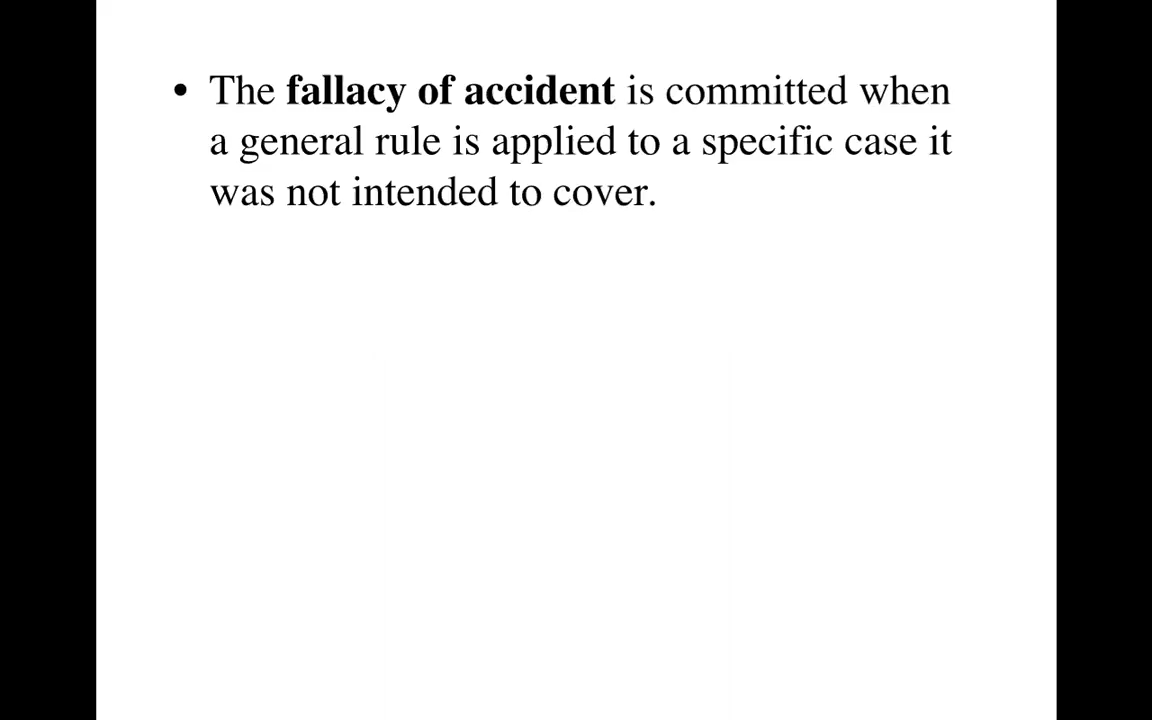 • The fallacy of accident is committed when
a general rule is applied to a specific case it
was not intended to cover.